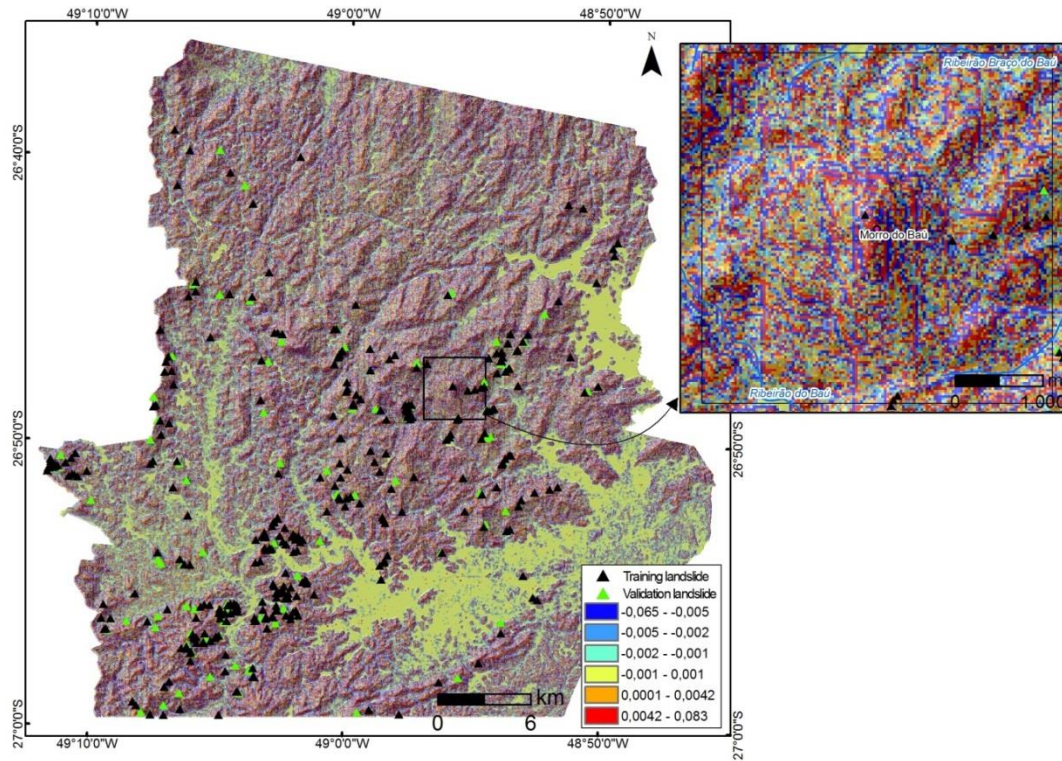 49°10'0"W
49°0'0"W
48°50'0"W
N
26°40'0"S
Ribeirão Braço do Baú
Morro do Baú
Ribeirão do Baú
0 1.000
26°50'0"S
26°50'0"S
Training landslide
Validation landslide
-0,065 - -0,005
-0,005 - -0,002
-0,002 - -0,001
-0,001 - 0,001
0,0001 - 0,0042
0,0042 - 0,083
km
0 6
27°0'0"S
27°0'0"S
49°10'0"W
49°0'0"W
48°50'0"W